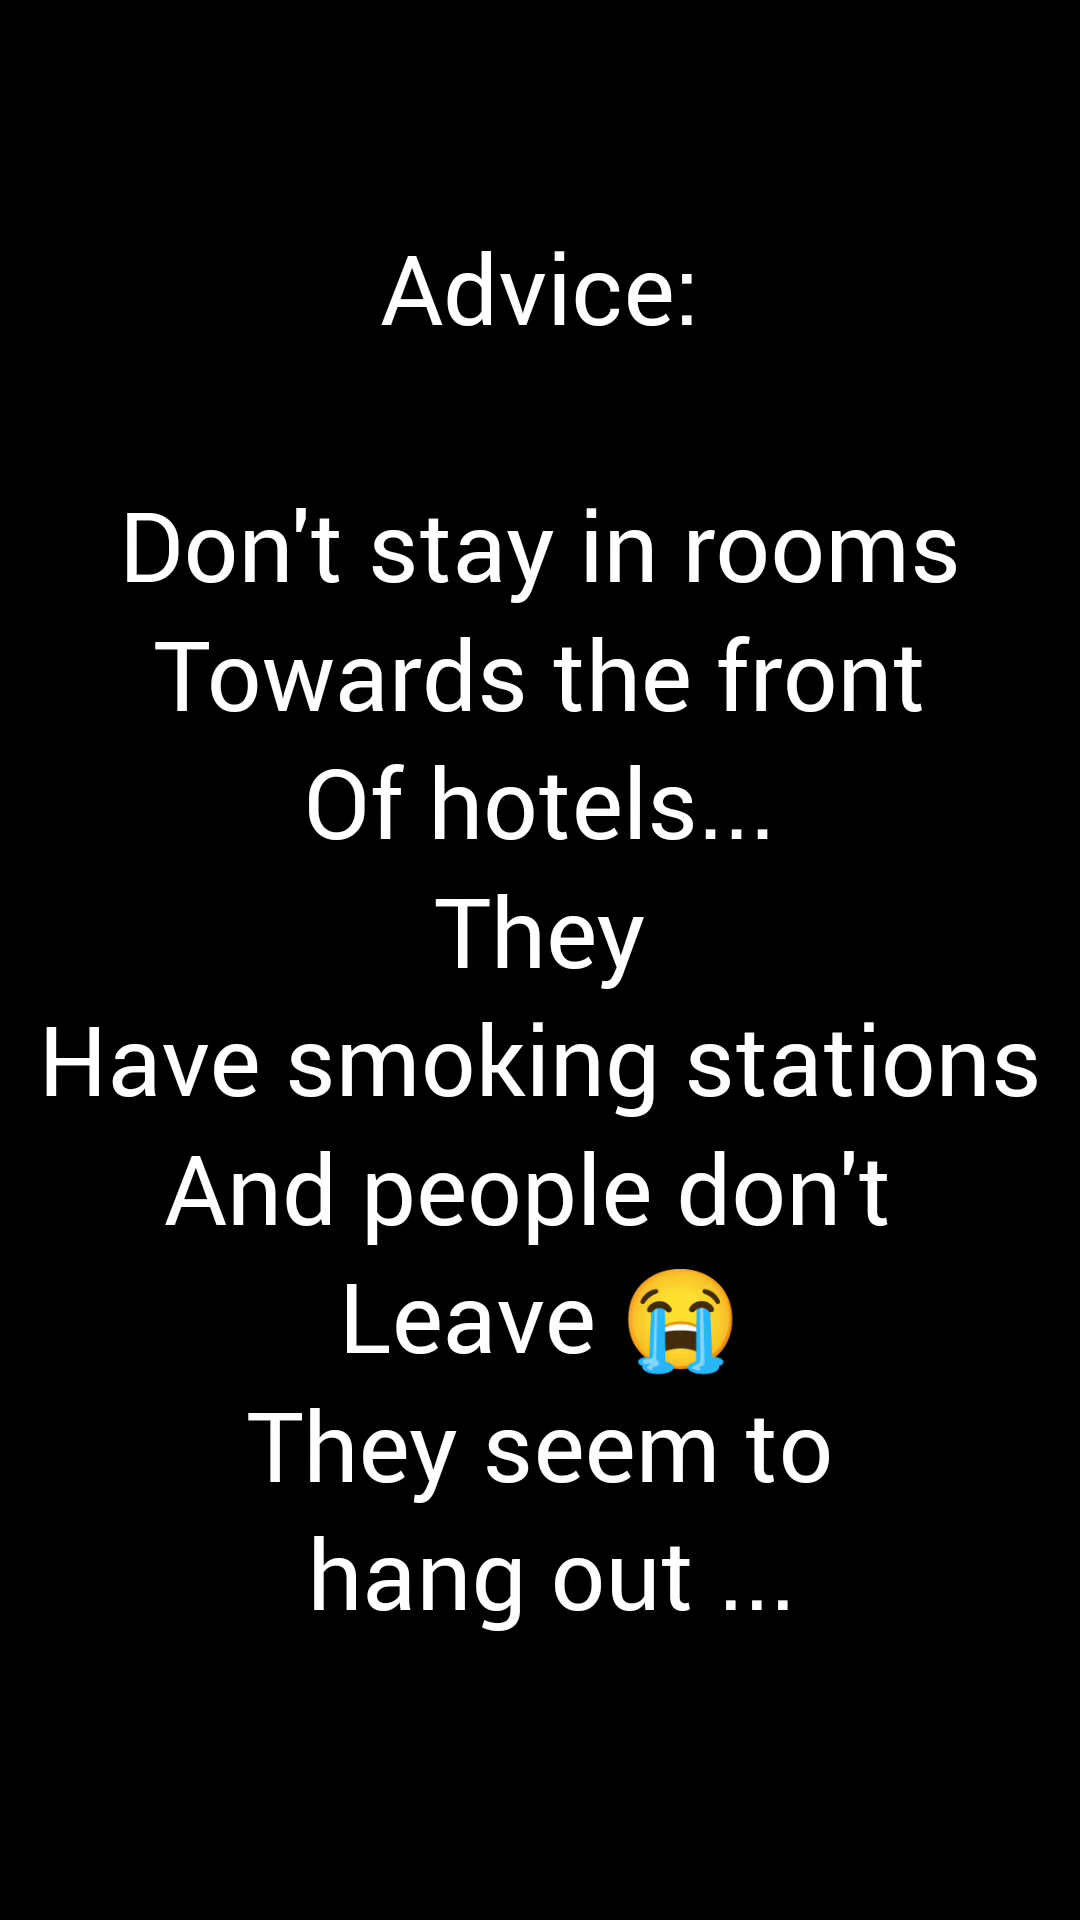 Advice:
Don't stay in rooms
Towards the front
Of hotels...
They
Have smoking stations
And people don't
Leave 😭
They seem to
hang out ...